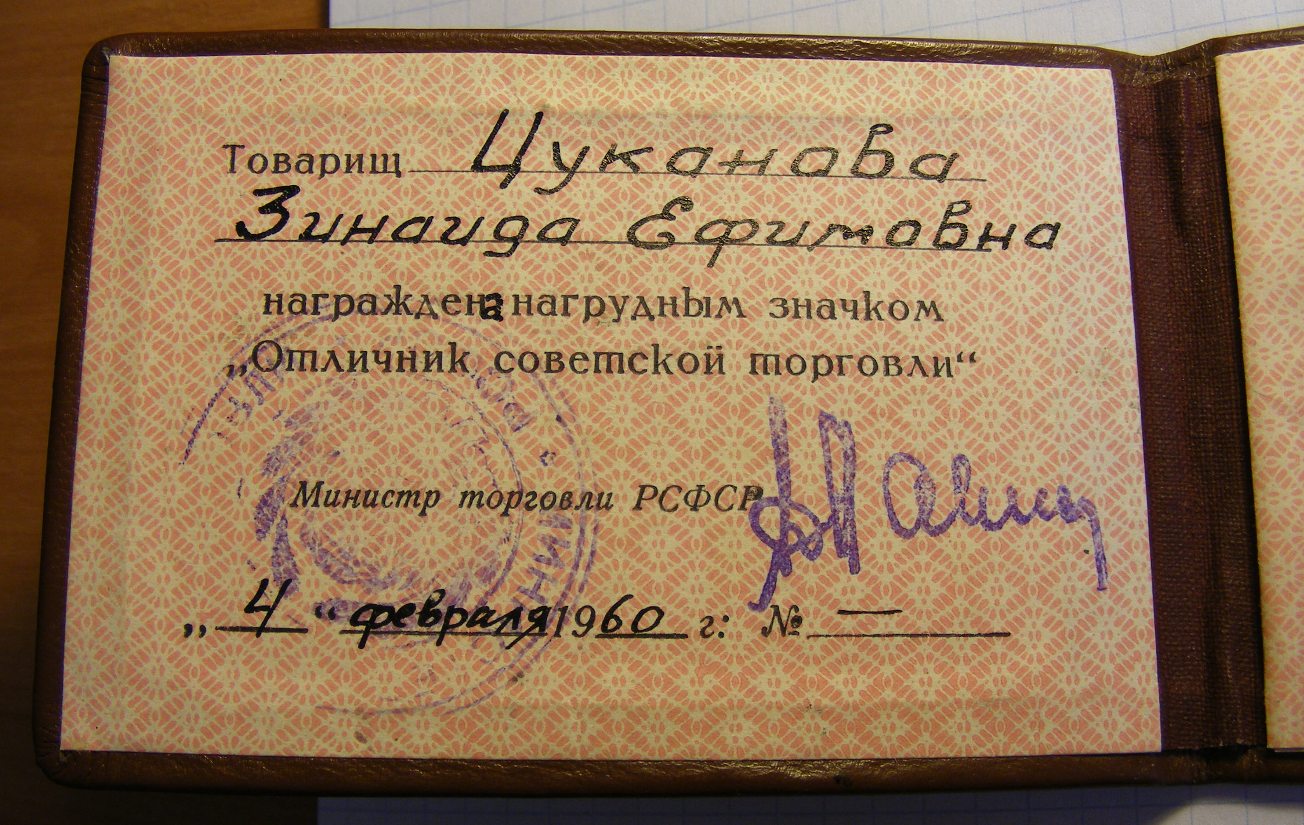 Товарищ Цуканова
Зинаида Ефимовна
награждена нагрудным значком
„Отличник советской торговли“
Министр торговли РСФСР
„ 4 “ февраля 1960 г: № —